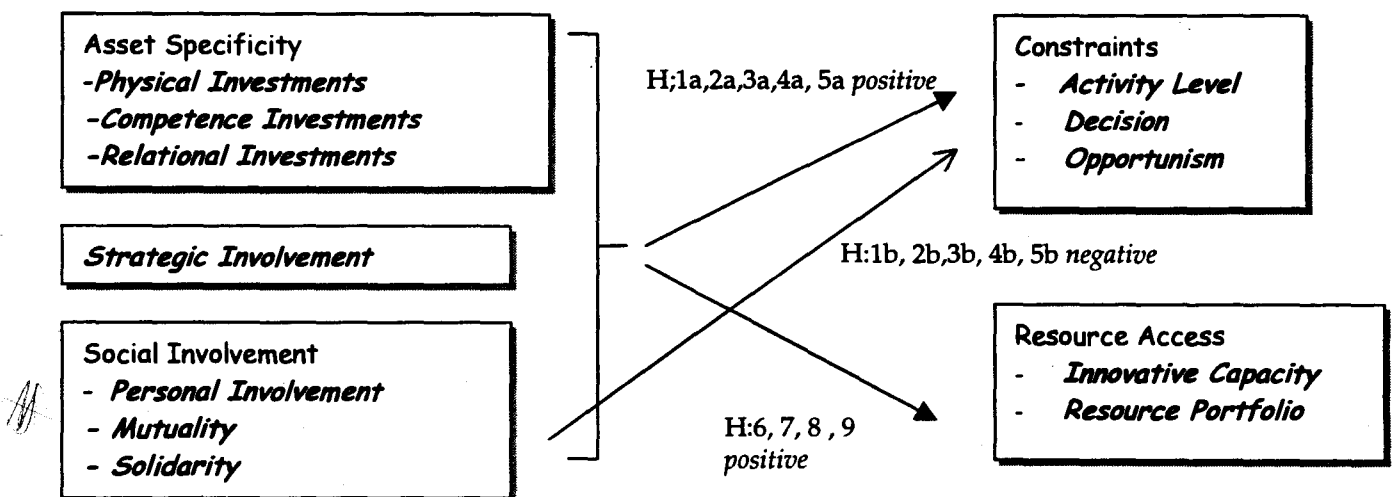 Asset Specificity
-Physical Investments
-Competence Investments
-Relational Investments
Strategic Involvement
Social Involvement
- Personal Involvement
- Mutuality
- Solidarity
H;1a,2a,3a,4a, 5a positive
H:1b, 2b,3b, 4b, 5b negative
H:6, 7, 8 , 9
positive
Constraints
- Activity Level
- Decision
- Opportunism
Resource Access
- Innovative Capacity
- Resource Portfolio